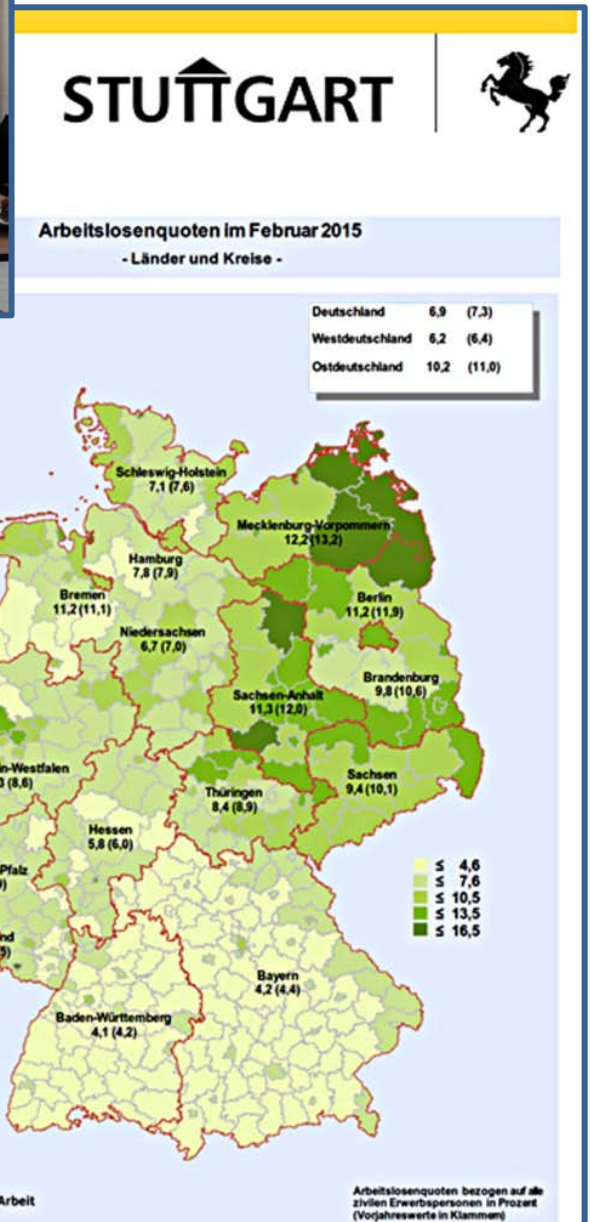 STUTTGART
Arbeitslosenquoten im Februar 2015
- Länder und Kreise -
Deutschland 6,9 (7,3)
Westdeutschland 6,2 (6,4)
Ostdeutschland 10,2 (11,0)
Schleswig-Holstein
7,1 (7,6)
Mecklenburg-Vorpommern
12,2 (13,2)
Hamburg
7,8 (7,9)
Bremen
11,2 (11,1)
Berlin
11,2 (11,9)
Niedersachsen
6,7 (7,0)
Brandenburg
9,8 (10,6)
Sachsen-Anhalt
11,3 (12,0)
n-Westfalen
(8,6)
Sachsen
9,4 (10,1)
Thüringen
8,4 (8,9)
Hessen
5,8 (6,0)
Pfalz
≤ 4,6
≤ 7,6
≤ 10,5
≤ 13,5
≤ 16,5
nd
Bayern
4,2 (4,4)
Baden-Württemberg
4,1 (4,2)
Arbeit
Arbeitslosenquoten bezogen auf alle
zivilen Erwerbspersonen in Prozent
(Vorjahreswerte in Klammern)